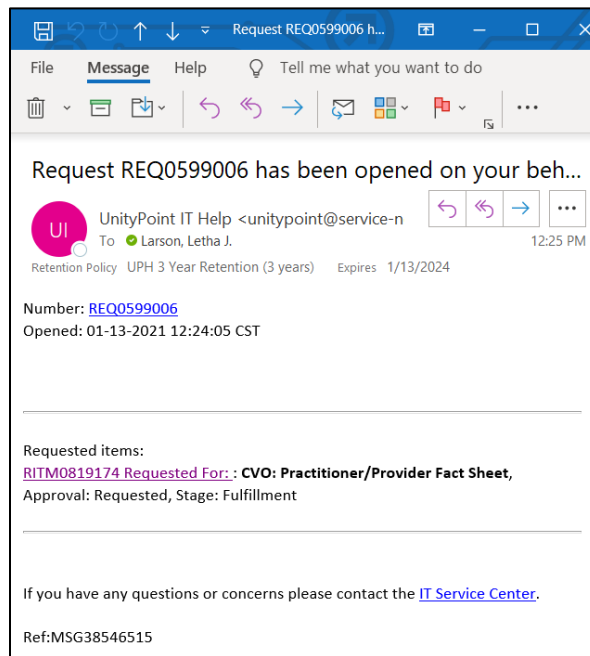 Request REQ0599006 h...
File Message Help Tell me what you want to do
Request REQ0599006 has been opened on your beh...
UI
UnityPoint IT Help <unitypoint@service-n
To Larson, Letha J.
12:25 PM
Retention Policy UPH 3 Year Retention (3 years) Expires 1/13/2024
Number: REQ0599006
Opened: 01-13-2021 12:24:05 CST
Requested items:
RITM0819174 Requested For: : CVO: Practitioner/Provider Fact Sheet,
Approval: Requested, Stage: Fulfillment
If you have any questions or concerns please contact the IT Service Center.
Ref:MSG38546515